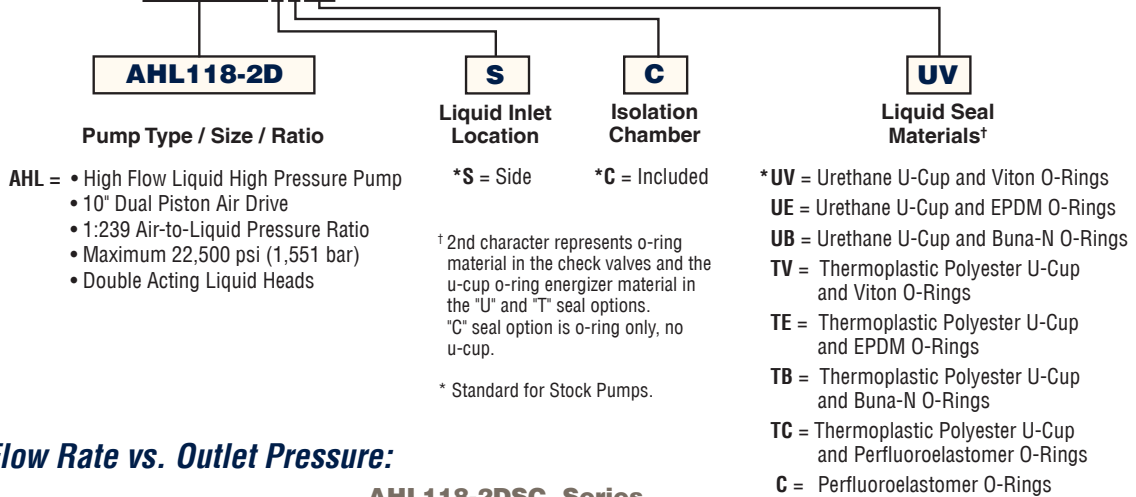 AHL118-2D
S
C
UV
Pump Type / Size / Ratio
Liquid Inlet
Location
Isolation
Chamber
Liquid Seal
Materials†
AHL = • High Flow Liquid High Pressure Pump
• 10" Dual Piston Air Drive
• 1:239 Air-to-Liquid Pressure Ratio
• Maximum 22,500 psi (1,551 bar)
• Double Acting Liquid Heads
*S = Side
*C = Included
† 2nd character represents o-ring
material in the check valves and the
u-cup o-ring energizer material in
the "U" and "T" seal options.
"C" seal option is o-ring only, no
u-cup.
* Standard for Stock Pumps.
*UV = Urethane U-Cup and Viton O-Rings
UE = Urethane U-Cup and EPDM O-Rings
UB = Urethane U-Cup and Buna-N O-Rings
TV = Thermoplastic Polyester U-Cup
and Viton O-Rings
TE = Thermoplastic Polyester U-Cup
and EPDM O-Rings
TB = Thermoplastic Polyester U-Cup
and Buna-N O-Rings
TC = Thermoplastic Polyester U-Cup
and Perfluoroelastomer O-Rings
C = Perfluoroelastomer O-Rings
Flow Rate vs. Outlet Pressure:
AHL118-2DSC Series